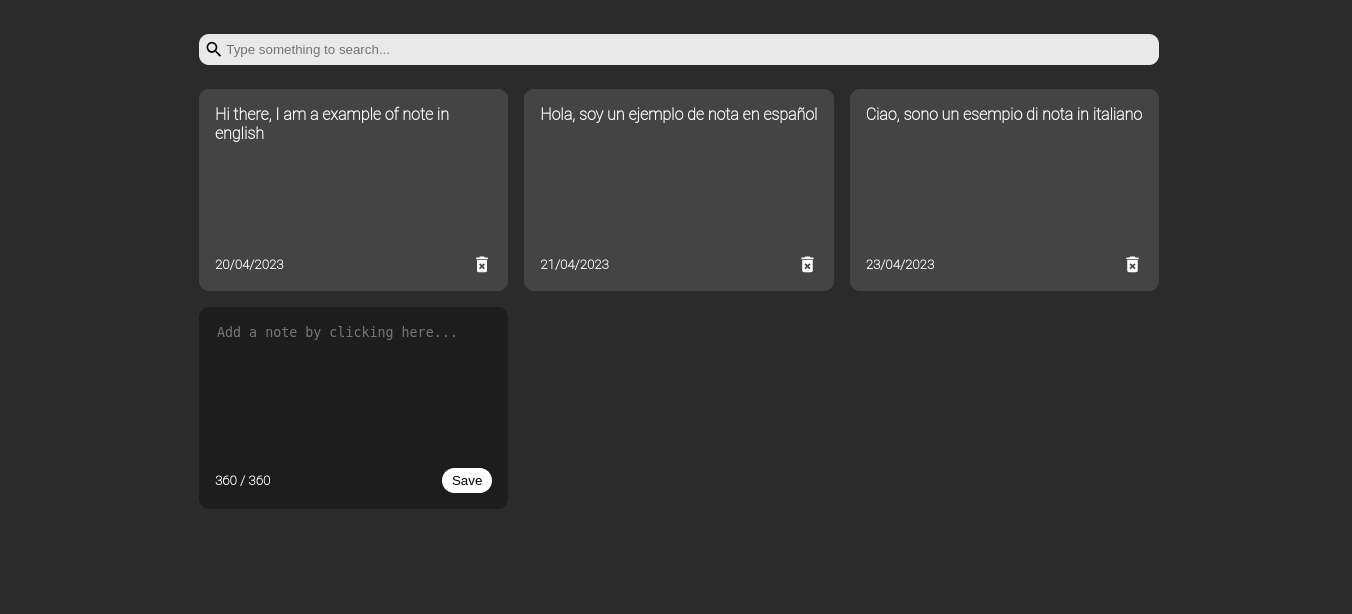 Type something to search...
Hi there, I am a example of note in
english
20/04/2023
Hola, soy un ejemplo de nota en español
21/04/2023
Ciao, sono un esempio di nota in italiano
23/04/2023
Add a note by clicking here...
360 / 360
Save